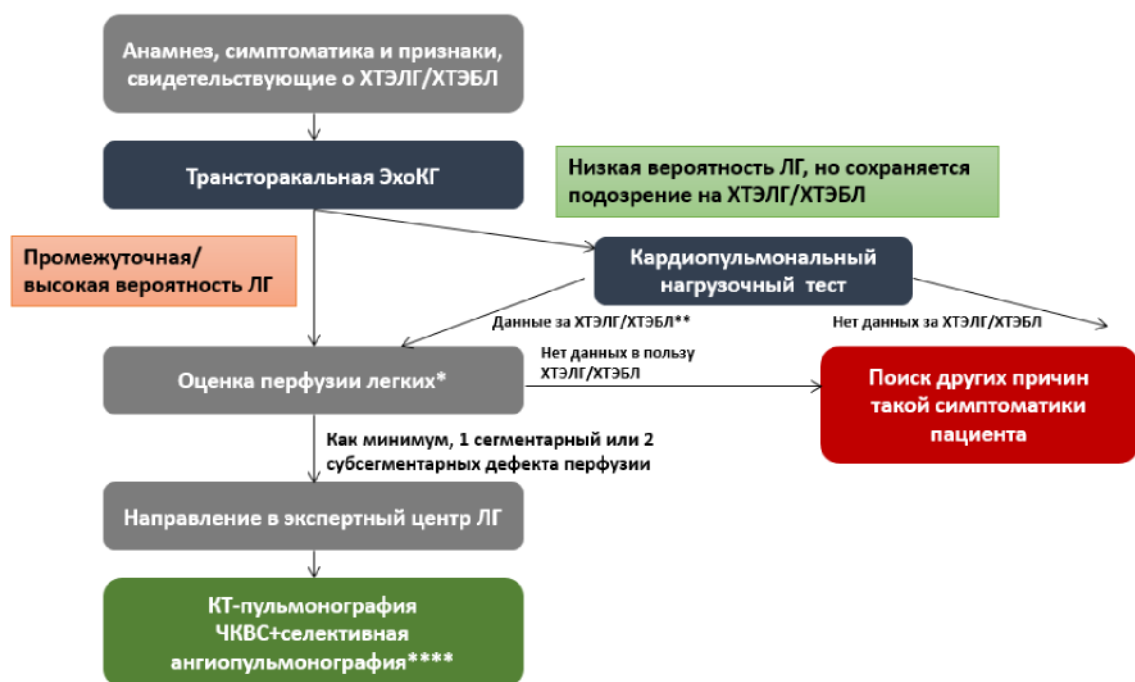 Анамнез, симптоматика и признаки,
свидетельствующие о ХТЭЛГ/ХТЭБЛ
Трансторакальная ЭхоКГ
Низкая вероятность ЛГ, но сохраняется
подозрение на ХТЭЛГ/ХТЭБЛ
Промежуточная/
высокая вероятность ЛГ
Кардиопульмональный
нагрузочный тест
Данные за ХТЭЛГ/ХТЭБЛ**
Нет данных за ХТЭЛГ/ХТЭБЛ
Оценка перфузии легких*
Нет данных в пользу
ХТЭЛГ/ХТЭБЛ
Поиск других причин
такой симптоматики
пациента
Как минимум, 1 сегментарный или 2
субсегментарных дефекта перфузии
Направление в экспертный центр ЛГ
КТ-пульмонография
ЧКВС+селективная
ангиопульмонография****